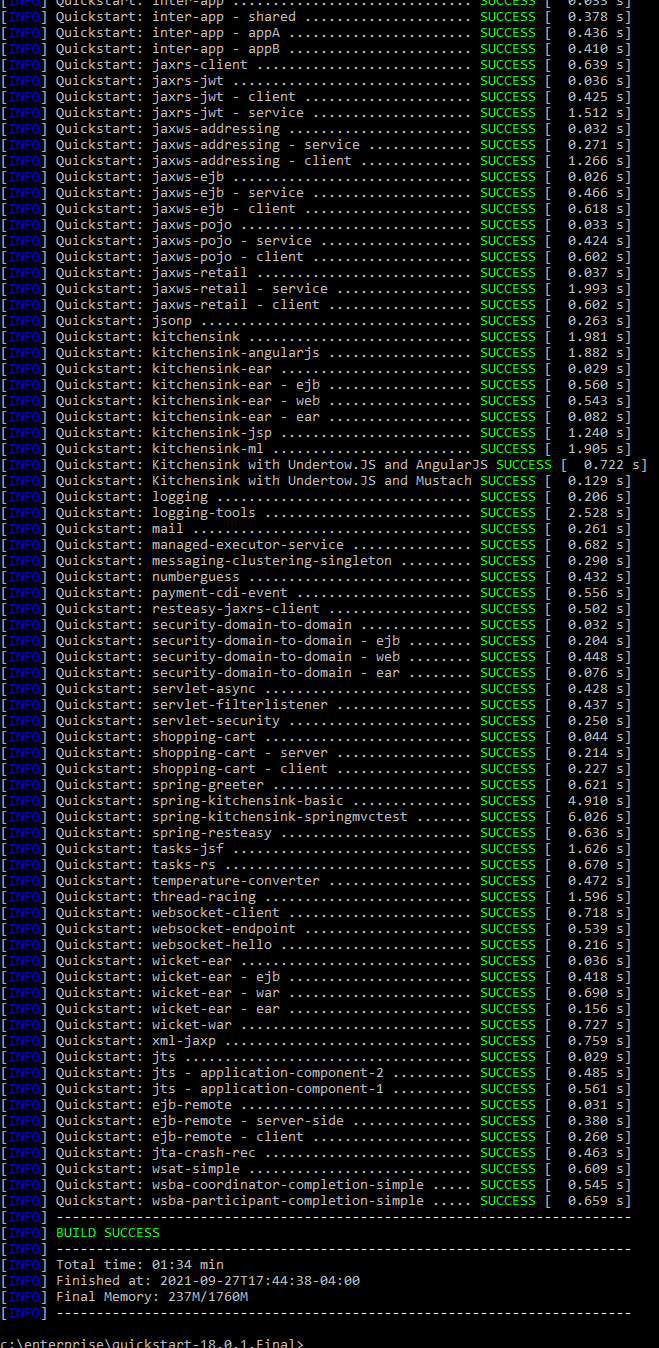 [INFO] Quickstart: inter-app ............................. SUCCESS [  0.033 s]
[INFO] Quickstart: inter-app - shared .................... SUCCESS [  0.378 s]
[INFO] Quickstart: inter-app - appA ...................... SUCCESS [  0.436 s]
[INFO] Quickstart: inter-app - appB ...................... SUCCESS [  0.410 s]
[INFO] Quickstart: jaxrs-client .......................... SUCCESS [  0.639 s]
[INFO] Quickstart: jaxrs-jwt ............................. SUCCESS [  0.036 s]
[INFO] Quickstart: jaxrs-jwt - client .................... SUCCESS [  0.425 s]
[INFO] Quickstart: jaxrs-jwt - service ................... SUCCESS [  1.512 s]
[INFO] Quickstart: jaxws-addressing ...................... SUCCESS [  0.032 s]
[INFO] Quickstart: jaxws-addressing - service ............ SUCCESS [  0.271 s]
[INFO] Quickstart: jaxws-addressing - client ............. SUCCESS [  1.266 s]
[INFO] Quickstart: jaxws-ejb ............................. SUCCESS [  0.026 s]
[INFO] Quickstart: jaxws-ejb - service ................... SUCCESS [  0.466 s]
[INFO] Quickstart: jaxws-ejb - client .................... SUCCESS [  0.618 s]
[INFO] Quickstart: jaxws-pojo ............................ SUCCESS [  0.033 s]
[INFO] Quickstart: jaxws-pojo - service .................. SUCCESS [  0.424 s]
[INFO] Quickstart: jaxws-pojo - client ................... SUCCESS [  0.602 s]
[INFO] Quickstart: jaxws-retail .......................... SUCCESS [  0.037 s]
[INFO] Quickstart: jaxws-retail - service ................ SUCCESS [  1.993 s]
[INFO] Quickstart: jaxws-retail - client ................. SUCCESS [  0.602 s]
[INFO] Quickstart: jsonp ................................. SUCCESS [  0.263 s]
[INFO] Quickstart: kitchensink ........................... SUCCESS [  1.981 s]
[INFO] Quickstart: kitchensink-angularjs ................. SUCCESS [  1.882 s]
[INFO] Quickstart: kitchensink-ear ....................... SUCCESS [  0.029 s]
[INFO] Quickstart: kitchensink-ear - ejb ................. SUCCESS [  0.560 s]
[INFO] Quickstart: kitchensink-ear - web ................. SUCCESS [  0.543 s]
[INFO] Quickstart: kitchensink-ear - ear ................. SUCCESS [  0.082 s]
[INFO] Quickstart: kitchensink-jsp ....................... SUCCESS [  1.240 s]
[INFO] Quickstart: kitchensink-ml ........................ SUCCESS [  1.905 s]
[INFO] Quickstart: Kitchensink with Undertow.JS and AngularJS SUCCESS [  0.722 s]
[INFO] Quickstart: Kitchensink with Undertow.JS and Mustach SUCCESS [  0.129 s]
[INFO] Quickstart: logging ............................... SUCCESS [  0.206 s]
[INFO] Quickstart: logging-tools ......................... SUCCESS [  2.528 s]
[INFO] Quickstart: mail .................................. SUCCESS [  0.261 s]
[INFO] Quickstart: managed-executor-service .............. SUCCESS [  0.682 s]
[INFO] Quickstart: messaging-clustering-singleton ........ SUCCESS [  0.290 s]
[INFO] Quickstart: numberguess ........................... SUCCESS [  0.432 s]
[INFO] Quickstart: payment-cdi-event ..................... SUCCESS [  0.556 s]
[INFO] Quickstart: resteasy-jaxrs-client ................. SUCCESS [  0.502 s]
[INFO] Quickstart: security-domain-to-domain ............. SUCCESS [  0.032 s]
[INFO] Quickstart: security-domain-to-domain - ejb ....... SUCCESS [  0.204 s]
[INFO] Quickstart: security-domain-to-domain - web ....... SUCCESS [  0.448 s]
[INFO] Quickstart: security-domain-to-domain - ear ....... SUCCESS [  0.076 s]
[INFO] Quickstart: servlet-async ......................... SUCCESS [  0.428 s]
[INFO] Quickstart: servlet-filterlistener ................ SUCCESS [  0.437 s]
[INFO] Quickstart: servlet-security ...................... SUCCESS [  0.250 s]
[INFO] Quickstart: shopping-cart ......................... SUCCESS [  0.044 s]
[INFO] Quickstart: shopping-cart - server ................ SUCCESS [  0.214 s]
[INFO] Quickstart: shopping-cart - client ................ SUCCESS [  0.227 s]
[INFO] Quickstart: spring-greeter ........................ SUCCESS [  0.621 s]
[INFO] Quickstart: spring-kitchensink-basic .............. SUCCESS [  4.910 s]
[INFO] Quickstart: spring-kitchensink-springmvctest ...... SUCCESS [  6.026 s]
[INFO] Quickstart: spring-resteasy ....................... SUCCESS [  0.636 s]
[INFO] Quickstart: tasks-jsf ............................. SUCCESS [  1.626 s]
[INFO] Quickstart: tasks-rs .............................. SUCCESS [  0.670 s]
[INFO] Quickstart: temperature-converter ................. SUCCESS [  0.472 s]
[INFO] Quickstart: thread-racing ......................... SUCCESS [  1.596 s]
[INFO] Quickstart: websocket-client ...................... SUCCESS [  0.718 s]
[INFO] Quickstart: websocket-endpoint .................... SUCCESS [  0.539 s]
[INFO] Quickstart: websocket-hello ....................... SUCCESS [  0.216 s]
[INFO] Quickstart: wicket-ear ............................ SUCCESS [  0.036 s]
[INFO] Quickstart: wicket-ear - ejb ...................... SUCCESS [  0.418 s]
[INFO] Quickstart: wicket-ear - war ...................... SUCCESS [  0.690 s]
[INFO] Quickstart: wicket-ear - ear ...................... SUCCESS [  0.156 s]
[INFO] Quickstart: wicket-war ............................ SUCCESS [  0.727 s]
[INFO] Quickstart: xml-jaxp .............................. SUCCESS [  0.759 s]
[INFO] Quickstart: jts ................................... SUCCESS [  0.029 s]
[INFO] Quickstart: jts - application-component-2 ......... SUCCESS [  0.485 s]
[INFO] Quickstart: jts - application-component-1 ......... SUCCESS [  0.561 s]
[INFO] Quickstart: ejb-remote ............................ SUCCESS [  0.031 s]
[INFO] Quickstart: ejb-remote - server-side .............. SUCCESS [  0.380 s]
[INFO] Quickstart: ejb-remote - client ................... SUCCESS [  0.260 s]
[INFO] Quickstart: jta-crash-rec ......................... SUCCESS [  0.463 s]
[INFO] Quickstart: wsat-simple ........................... SUCCESS [  0.609 s]
[INFO] Quickstart: wsba-coordinator-completion-simple .... SUCCESS [  0.545 s]
[INFO] Quickstart: wsba-participant-completion-simple .... SUCCESS [  0.659 s]
[INFO] ------------------------------------------------------------------------
[INFO] BUILD SUCCESS
[INFO] ------------------------------------------------------------------------
[INFO] Total time: 01:34 min
[INFO] Finished at: 2021-09-27T17:44:38-04:00
[INFO] Final Memory: 237M/1760M
[INFO] ------------------------------------------------------------------------
c:\enterprise\quickstart-18.0.1.Final>